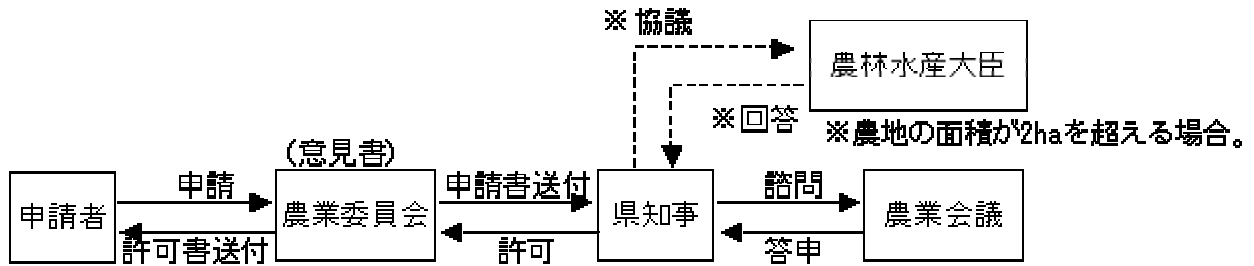 ※協議
農林水産大臣
※回答
※農地の面積が2haを超える場合。
(意見書)
申請
申請書送付
諮問
申請者
農業委員会
県知事
農業会議
許可書送付
許可
答申